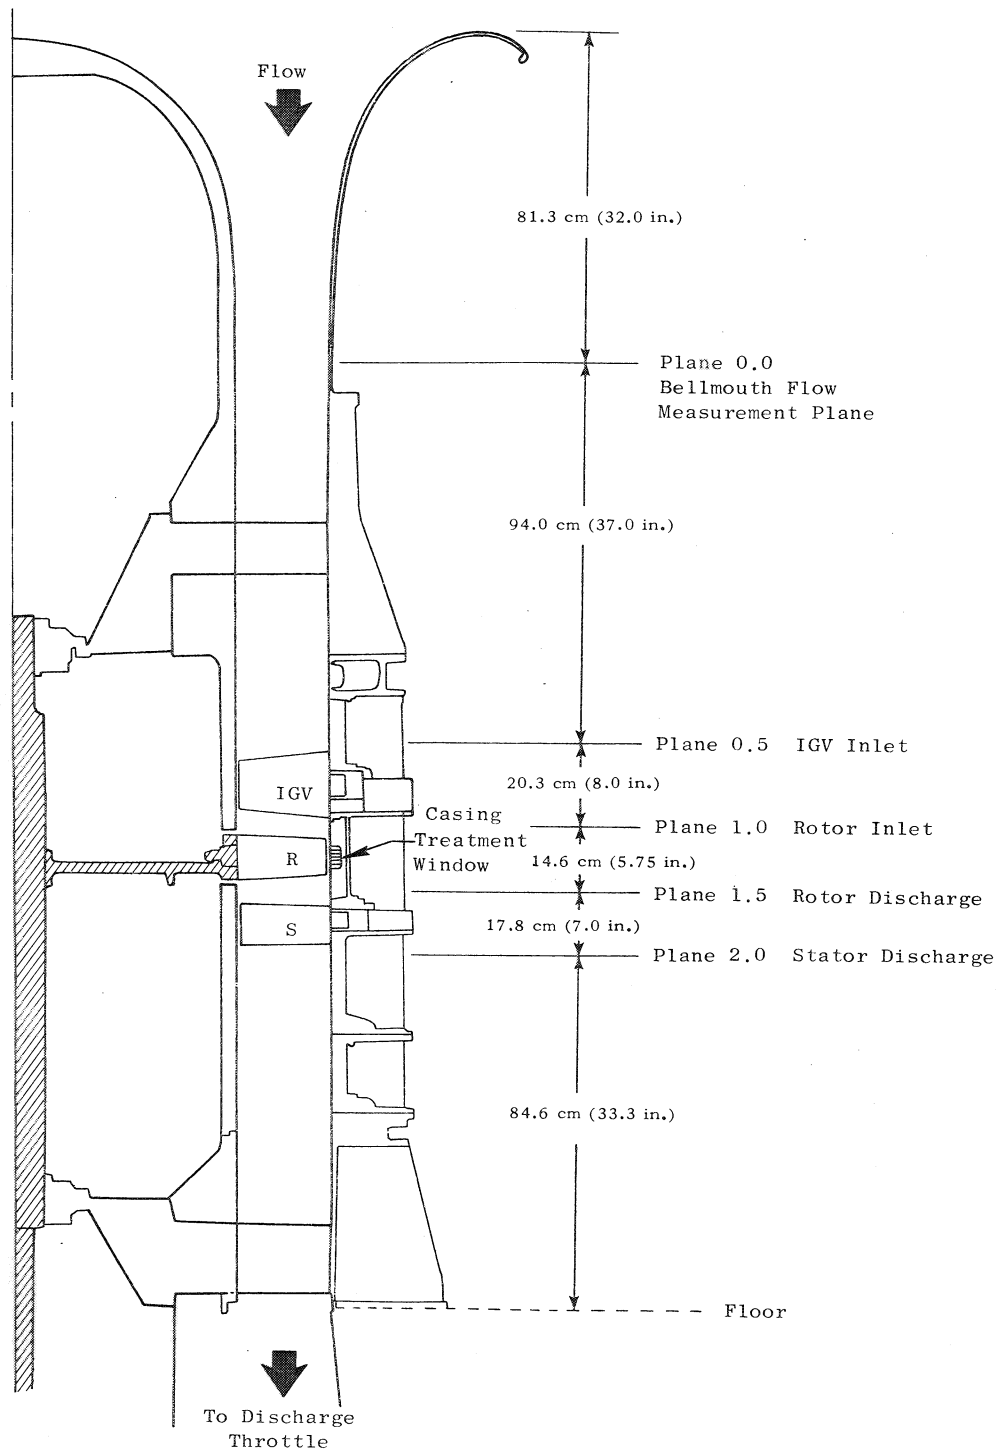 Flow
81.3 cm (32.0 in.)
Plane 0.0
Bellmouth Flow
Measurement Plane
94.0 cm (37.0 in.)
Plane 0.5 IGV Inlet
20.3 cm (8.0 in.)
IGV
Casing
Treatment
Window
Plane 1.0 Rotor Inlet
R
14.6 cm (5.75 in.)
Plane 1.5 Rotor Discharge
17.8 cm (7.0 in.)
S
Plane 2.0 Stator Discharge
84.6 cm (33.3 in.)
Floor
To Discharge
Throttle